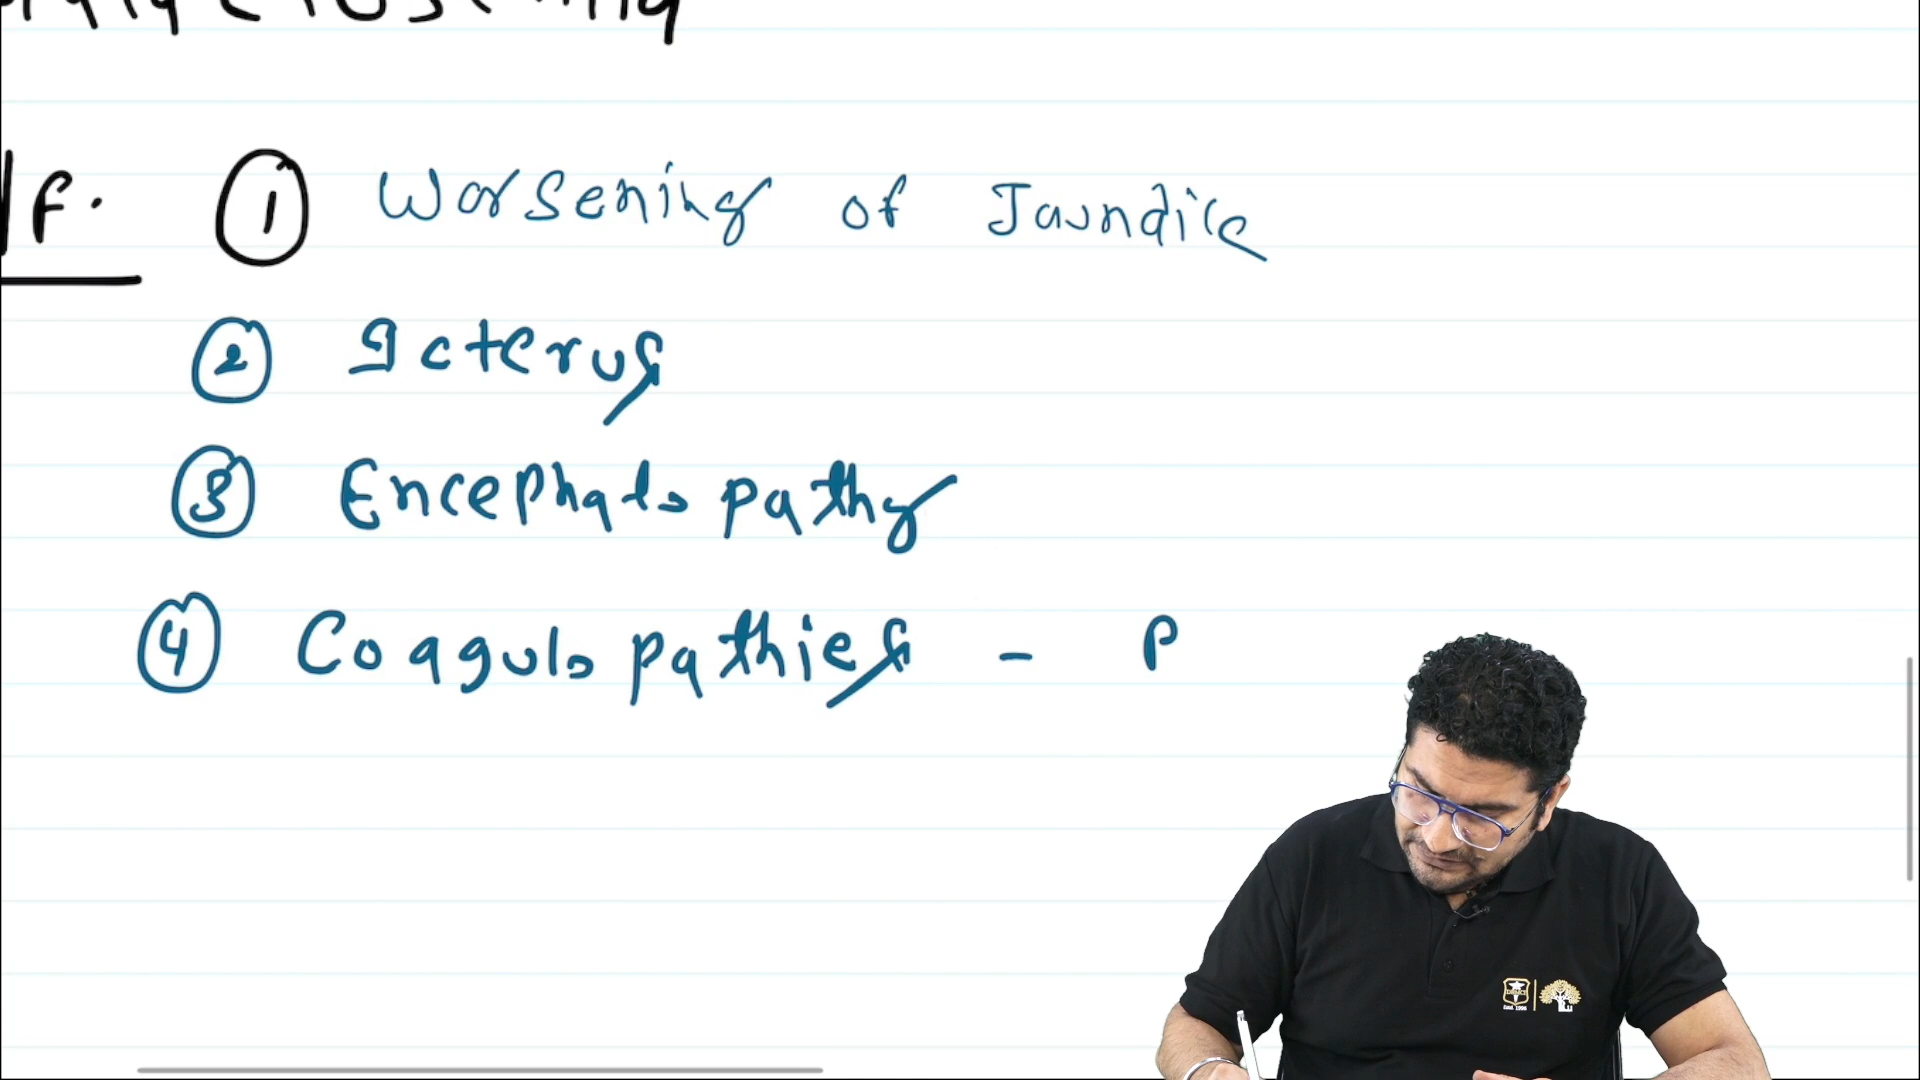 /f. ① Worsening of Jaundice
② Icterus
③ Encephalopathy
④ Coagulopathies - P